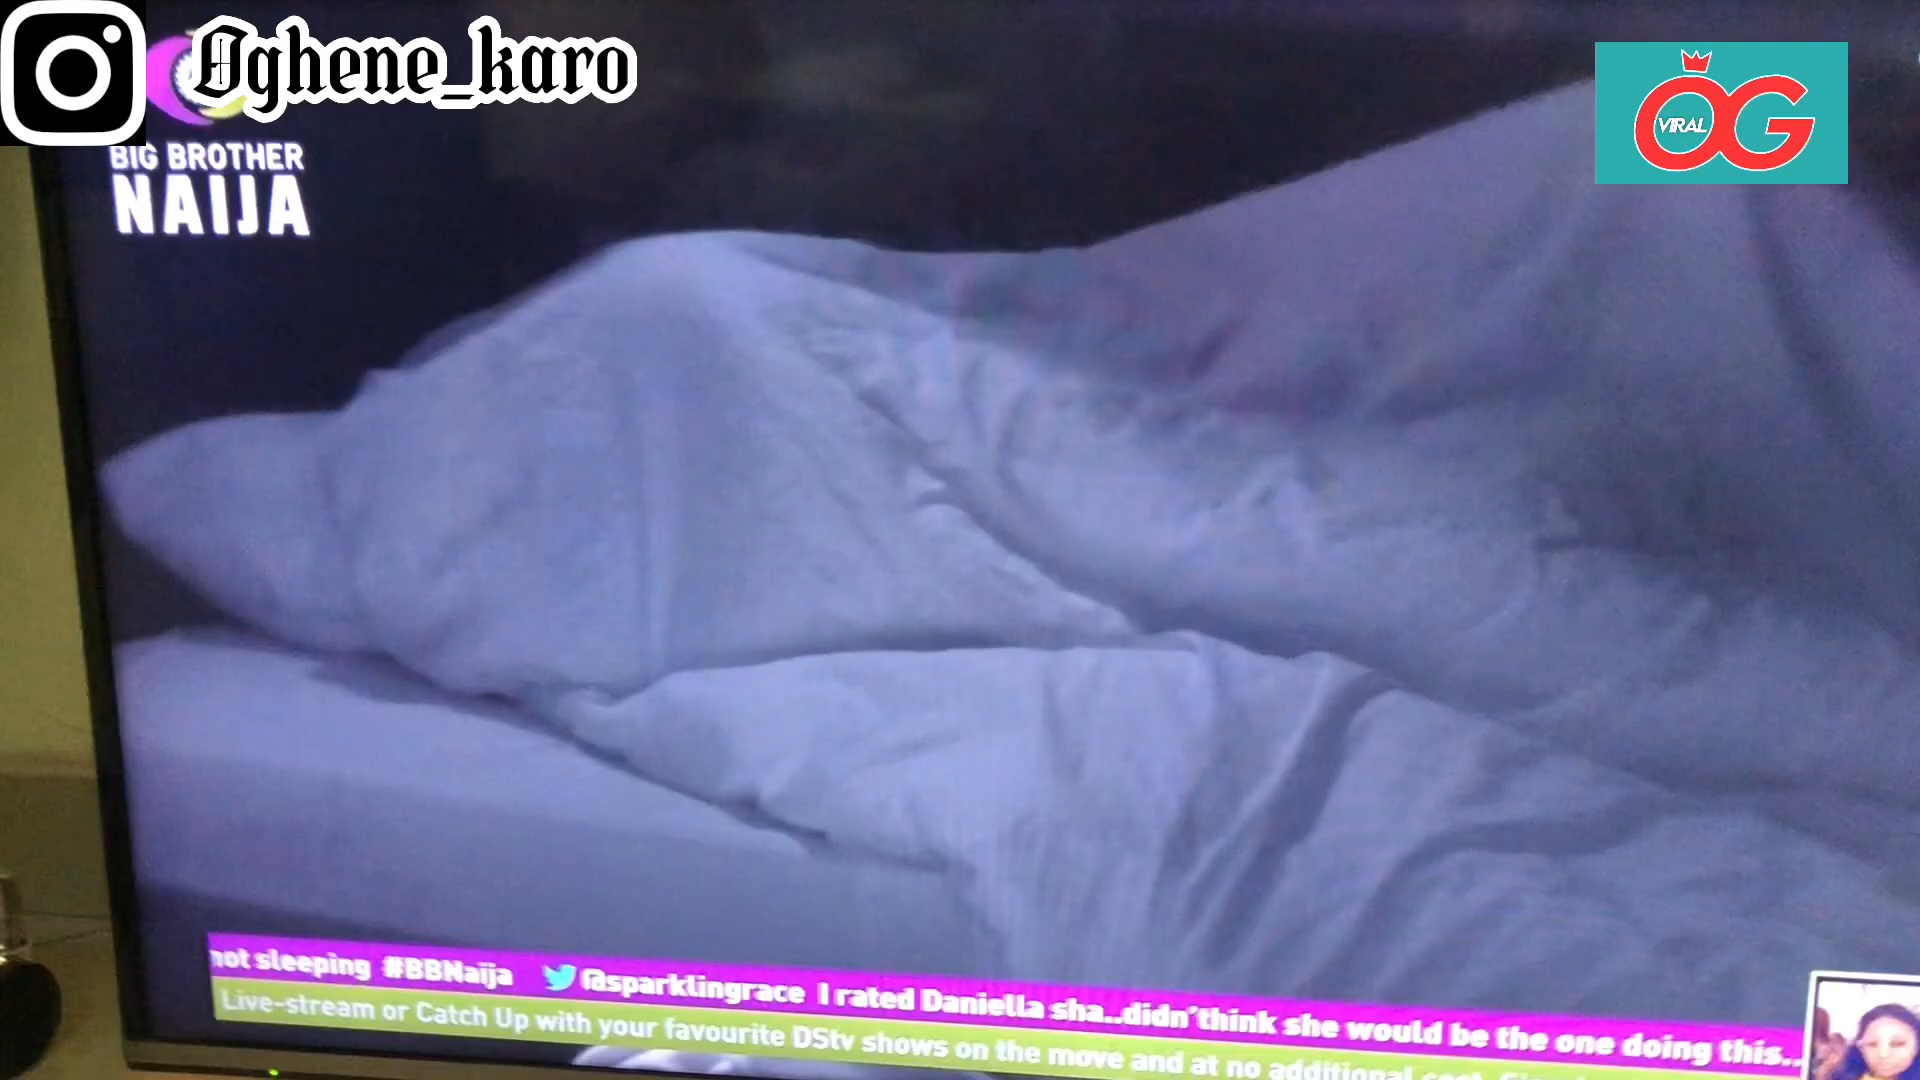 Oghene_karo
BIG BROTHER
NAIJA
VIRAL
OG
not sleeping #BBNaija @sparklingrace I rated Daniella sha..didn'think she would be the one doing this..
Live-stream or Catch Up with your favourite DStv shows on the move and at no additional cost.